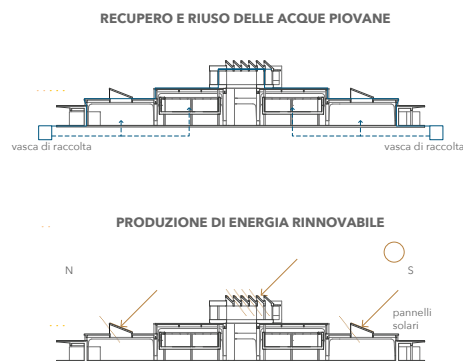 RECUPERO E RIUSO DELLE ACQUE PIOVANE
vasca di raccolta
vasca di raccolta
PRODUZIONE DI ENERGIA RINNOVABILE
N
S
pannelli
solari